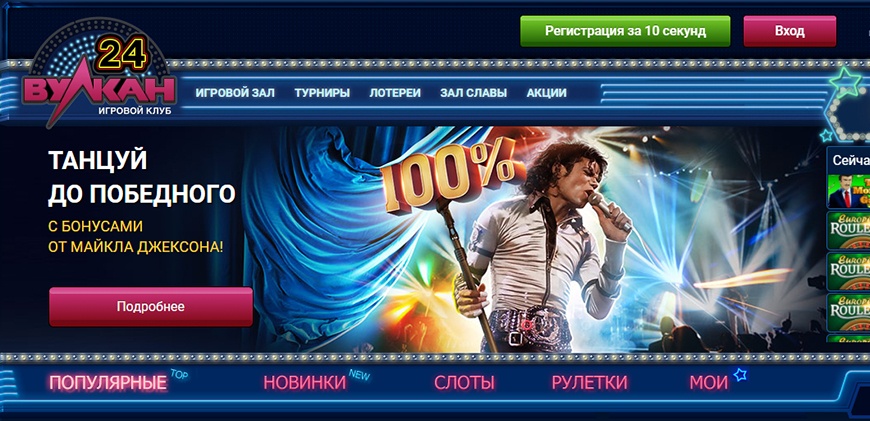 Регистрация за 10 секунд
Вход
24
ВУЛКАН
ИГРОВОЙ КЛУБ
ИГРОВОЙ ЗАЛ
ТУРНИРЫ
ЛОТЕРЕИ
ЗАЛ СЛАВЫ
АКЦИИ
ТАНЦУЙ
ДО ПОБЕДНОГО
С БОНУСАМИ
ОТ МАЙКЛА ДЖЕКСОНА!
Подробнее
100%
Сейча
ROULE
ROULE
ROULE
ПОПУЛЯРНЫЕ TOP
НОВИНКИ NEW
СЛОТЫ
РУЛЕТКИ
МОИ